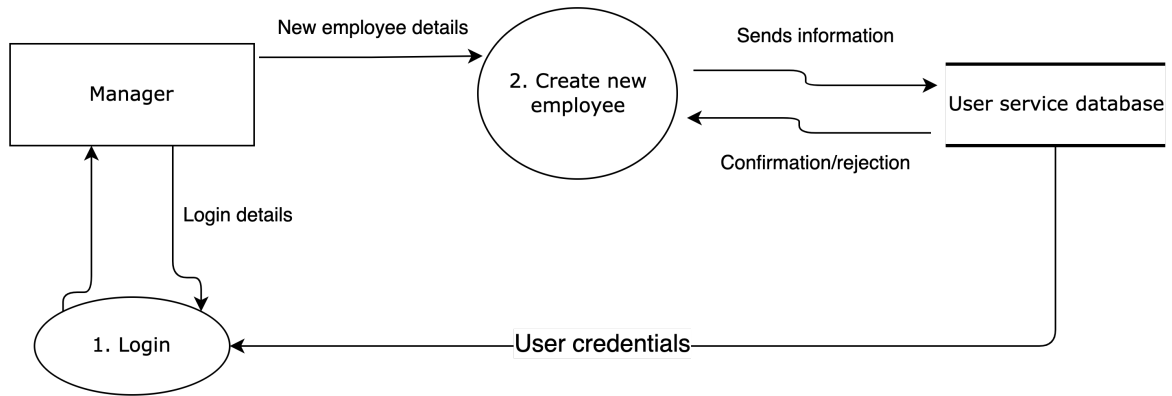 New employee details
Sends information
Manager
2. Create new
employee
User service database
Confirmation/rejection
Login details
1. Login
User credentials